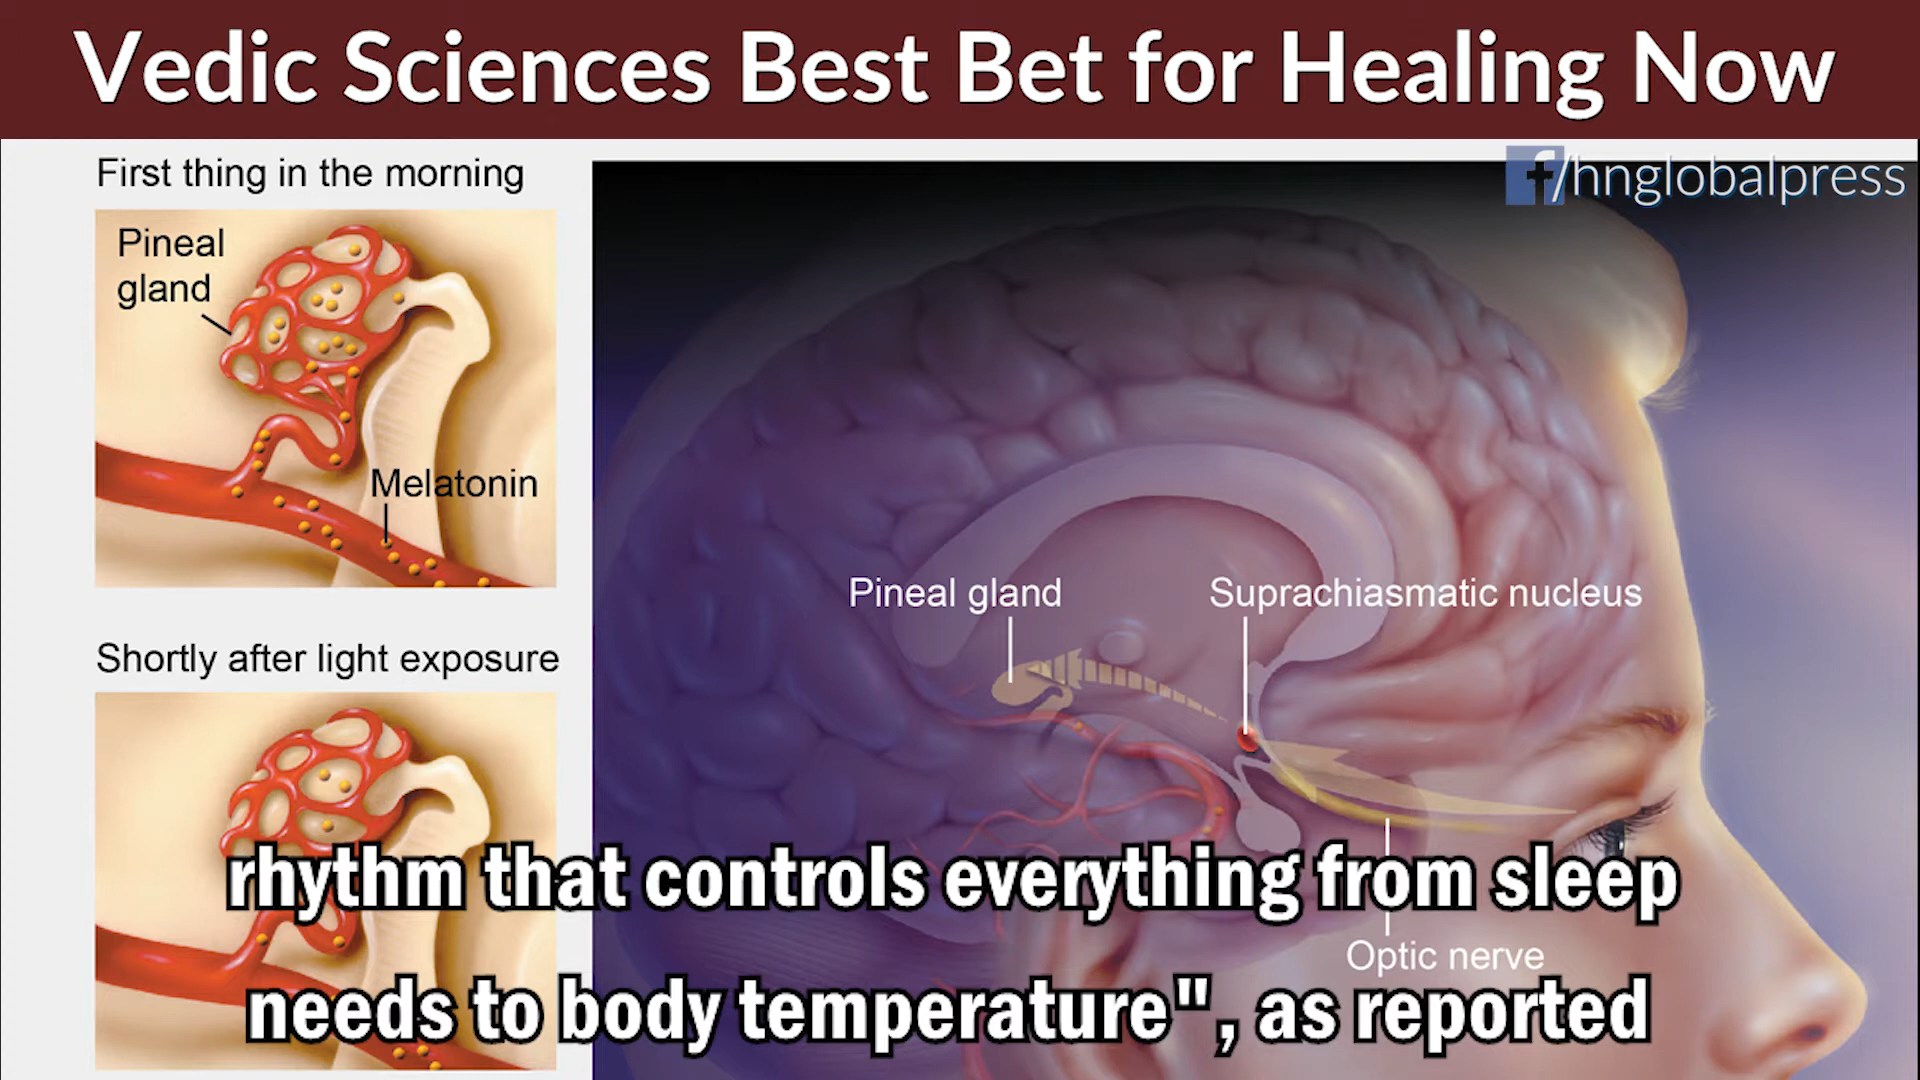 Vedic Sciences Best Bet for Healing Now
f/hnglobalpress
First thing in the morning
Pineal
gland
Melatonin
Shortly after light exposure
Pineal gland
Suprachiasmatic nucleus
Optic nerve
rhythm that controls everything from sleep
needs to body temperature", as reported